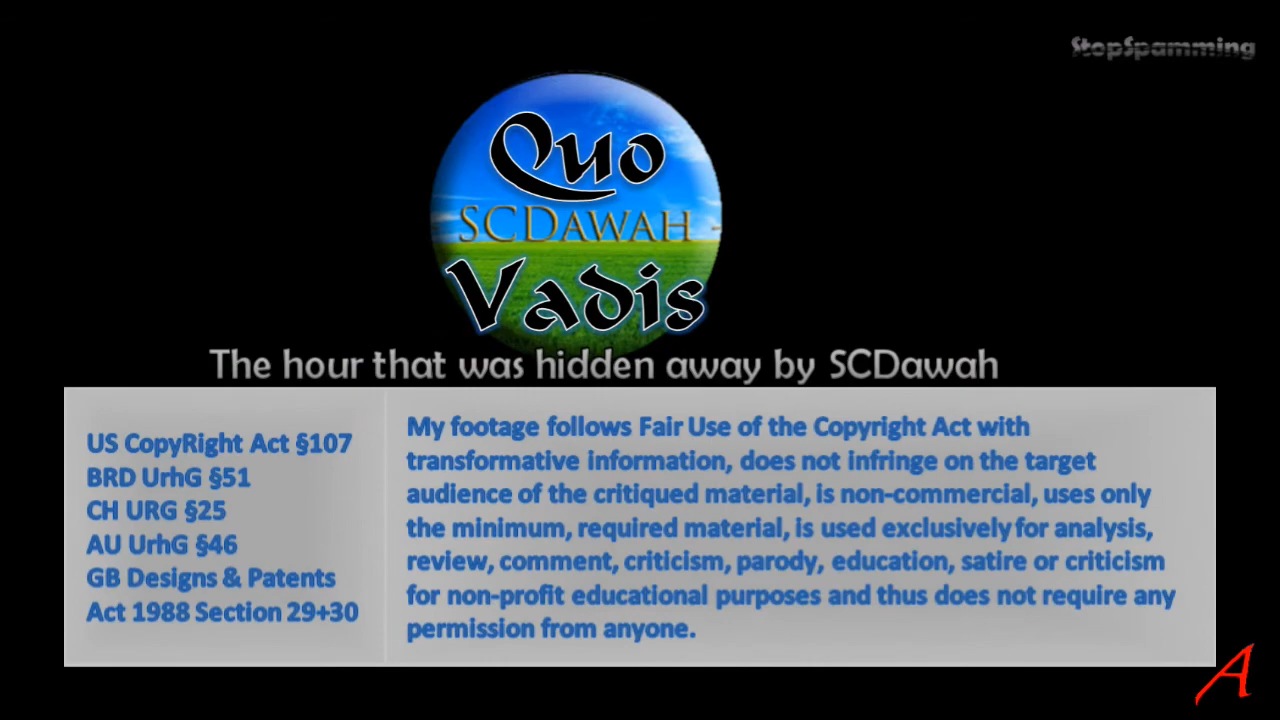 StopSpamming
Quo
SCDAWAH
Vadis
The hour that was hidden away by SCDawah
US CopyRight Act §107
BRD UrhG §51
CH URG §25
AU UrhG §46
GB Designs & Patents
Act 1988 Section 29+30
My footage follows Fair Use of the Copyright Act with
transformative information, does not infringe on the target
audience of the critiqued material, is non-commercial, uses only
the minimum, required material, is used exclusively for analysis,
review, comment, criticism, parody, education, satire or criticism
for non-profit educational purposes and thus does not require any
permission from anyone.
A